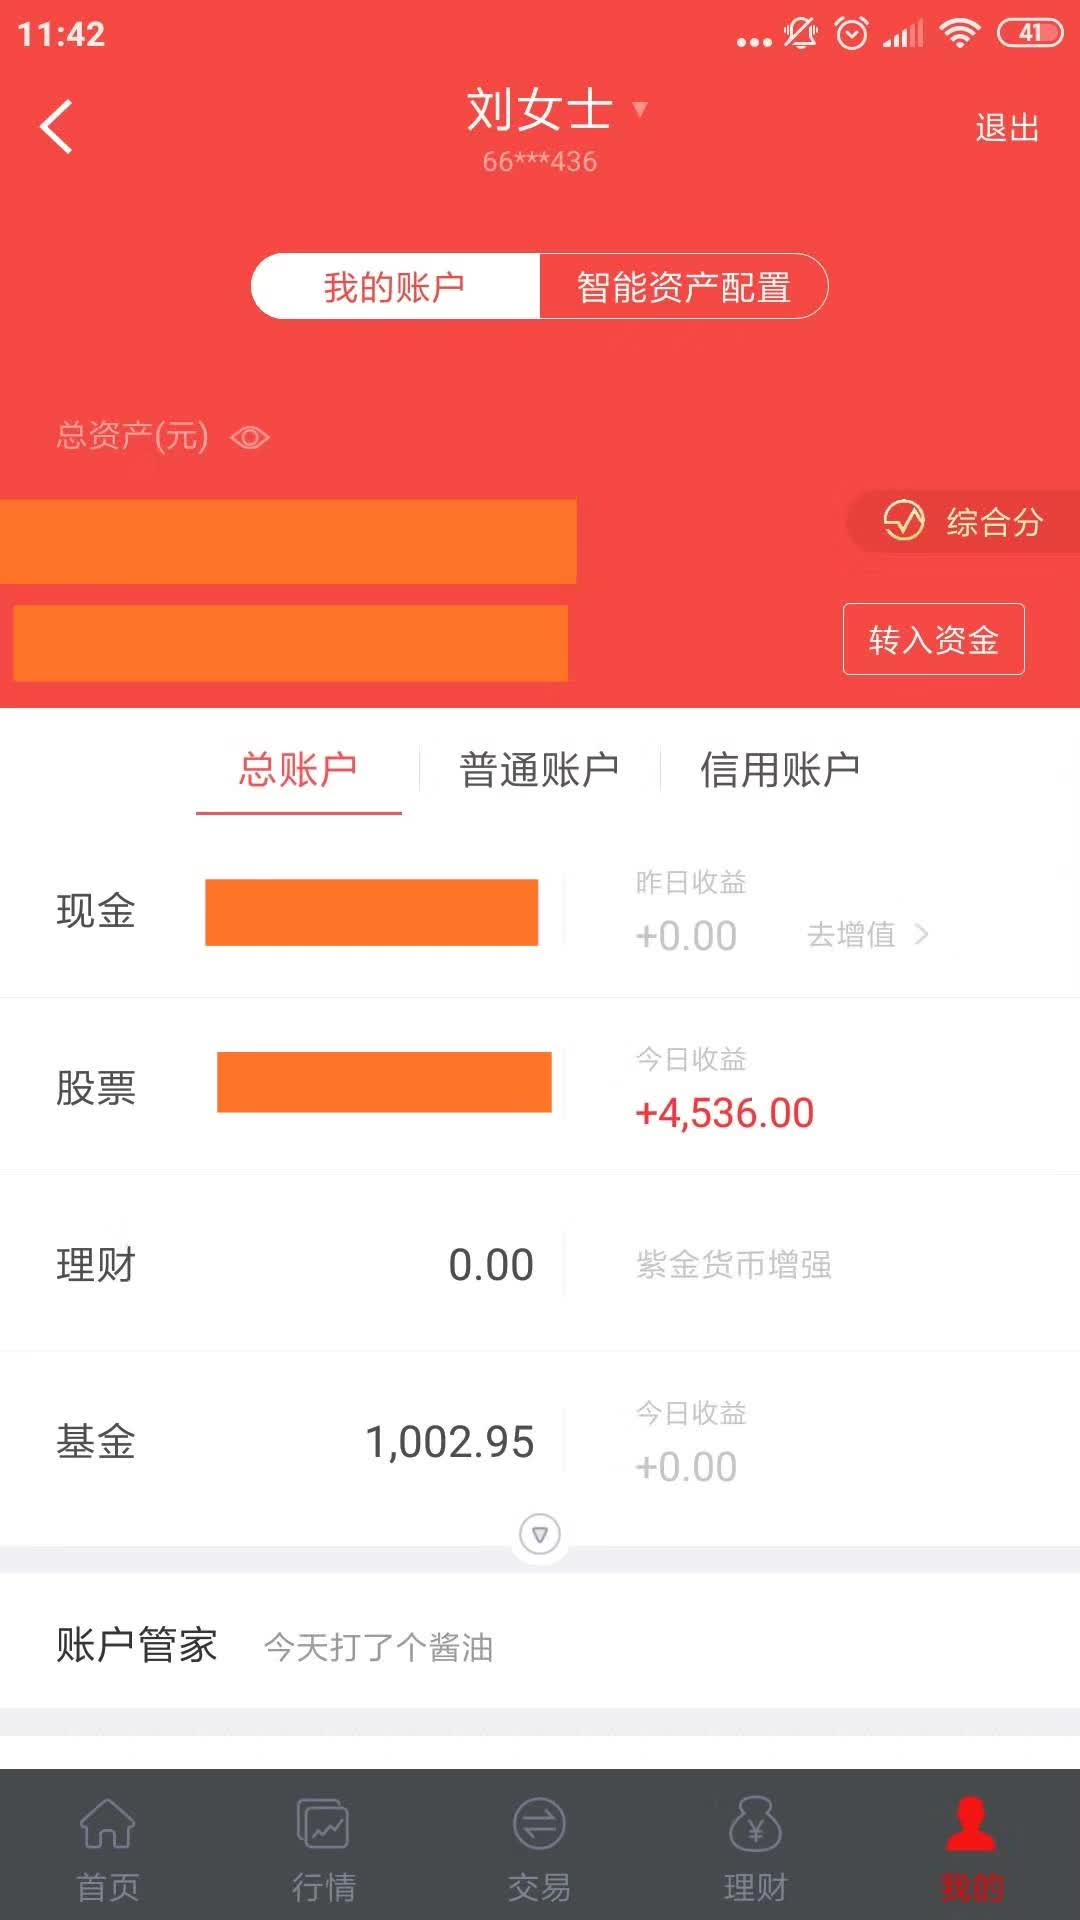 11:42
41
刘女士
66***436
退出
我的账户 智能资产配置
总资产(元)
综合分
转入资金
总账户 普通账户 信用账户
现金
昨日收益
+0.00 去增值
股票
今日收益
+4,536.00
理财 0.00 紫金货币增强
基金 1,002.95
今日收益
+0.00
账户管家 今天打了个酱油
首页 行情 交易 理财 我的